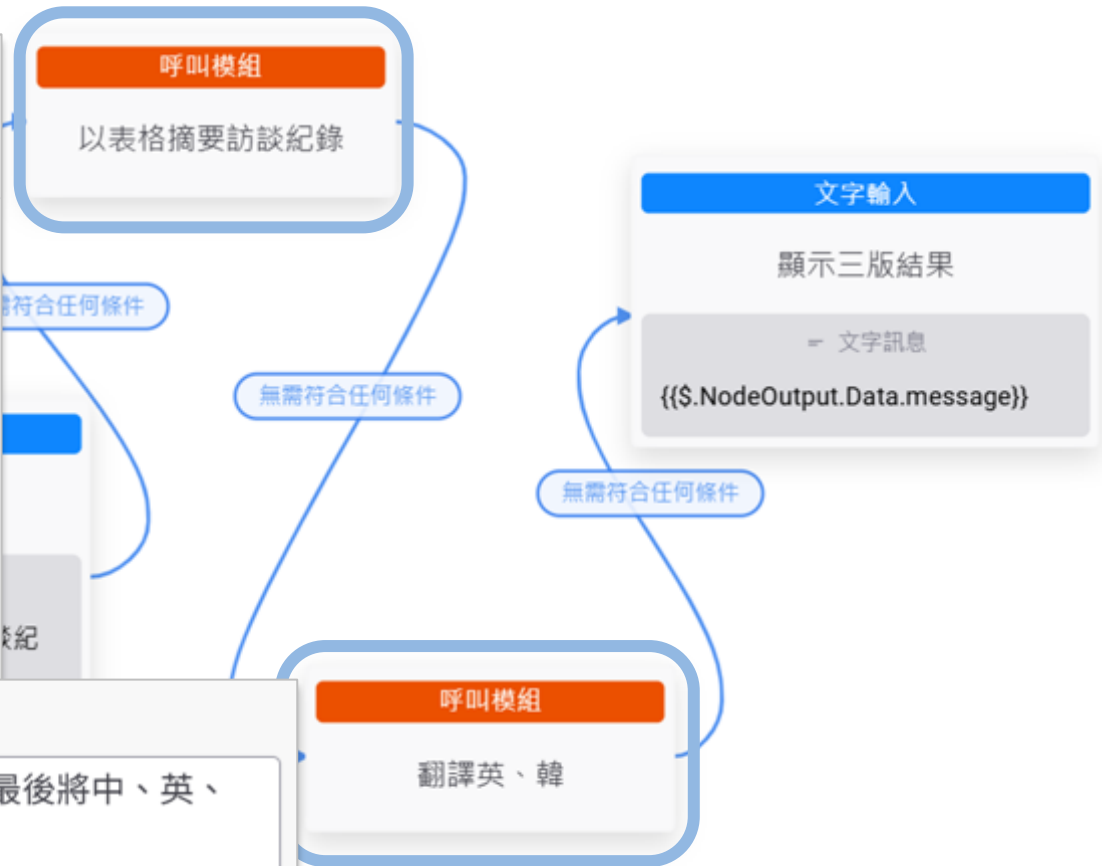 呼叫模組
以表格摘要訪談紀錄
文字輸入
顯示三版結果
文字訊息
{{$.NodeOutput.Data.message}}
符合任何條件
無需符合任何條件
無需符合任何條件
紀
呼叫模組
翻譯英、韓
最後將中、英、